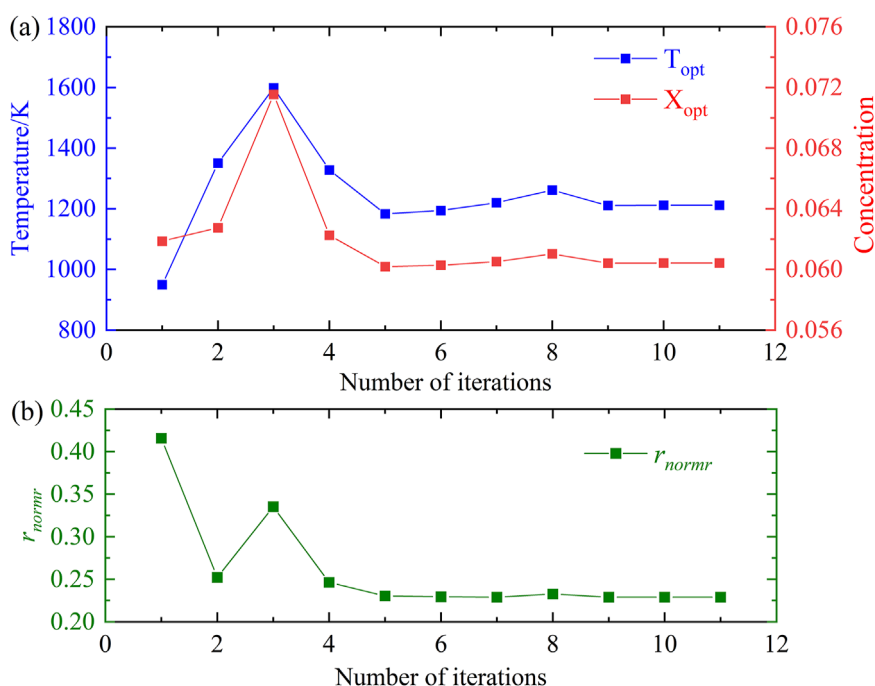 (a)
1800
1600
1400
1200
1000
800
Temperature/K
T_opt
X_opt
0.076
0.072
0.068
0.064
0.060
0.056
Concentration
0 2 4 6 8 10 12
Number of iterations
(b)
0.45
0.40
0.35
0.30
0.25
0.20
r_normr
r_normr
0 2 4 6 8 10 12
Number of iterations